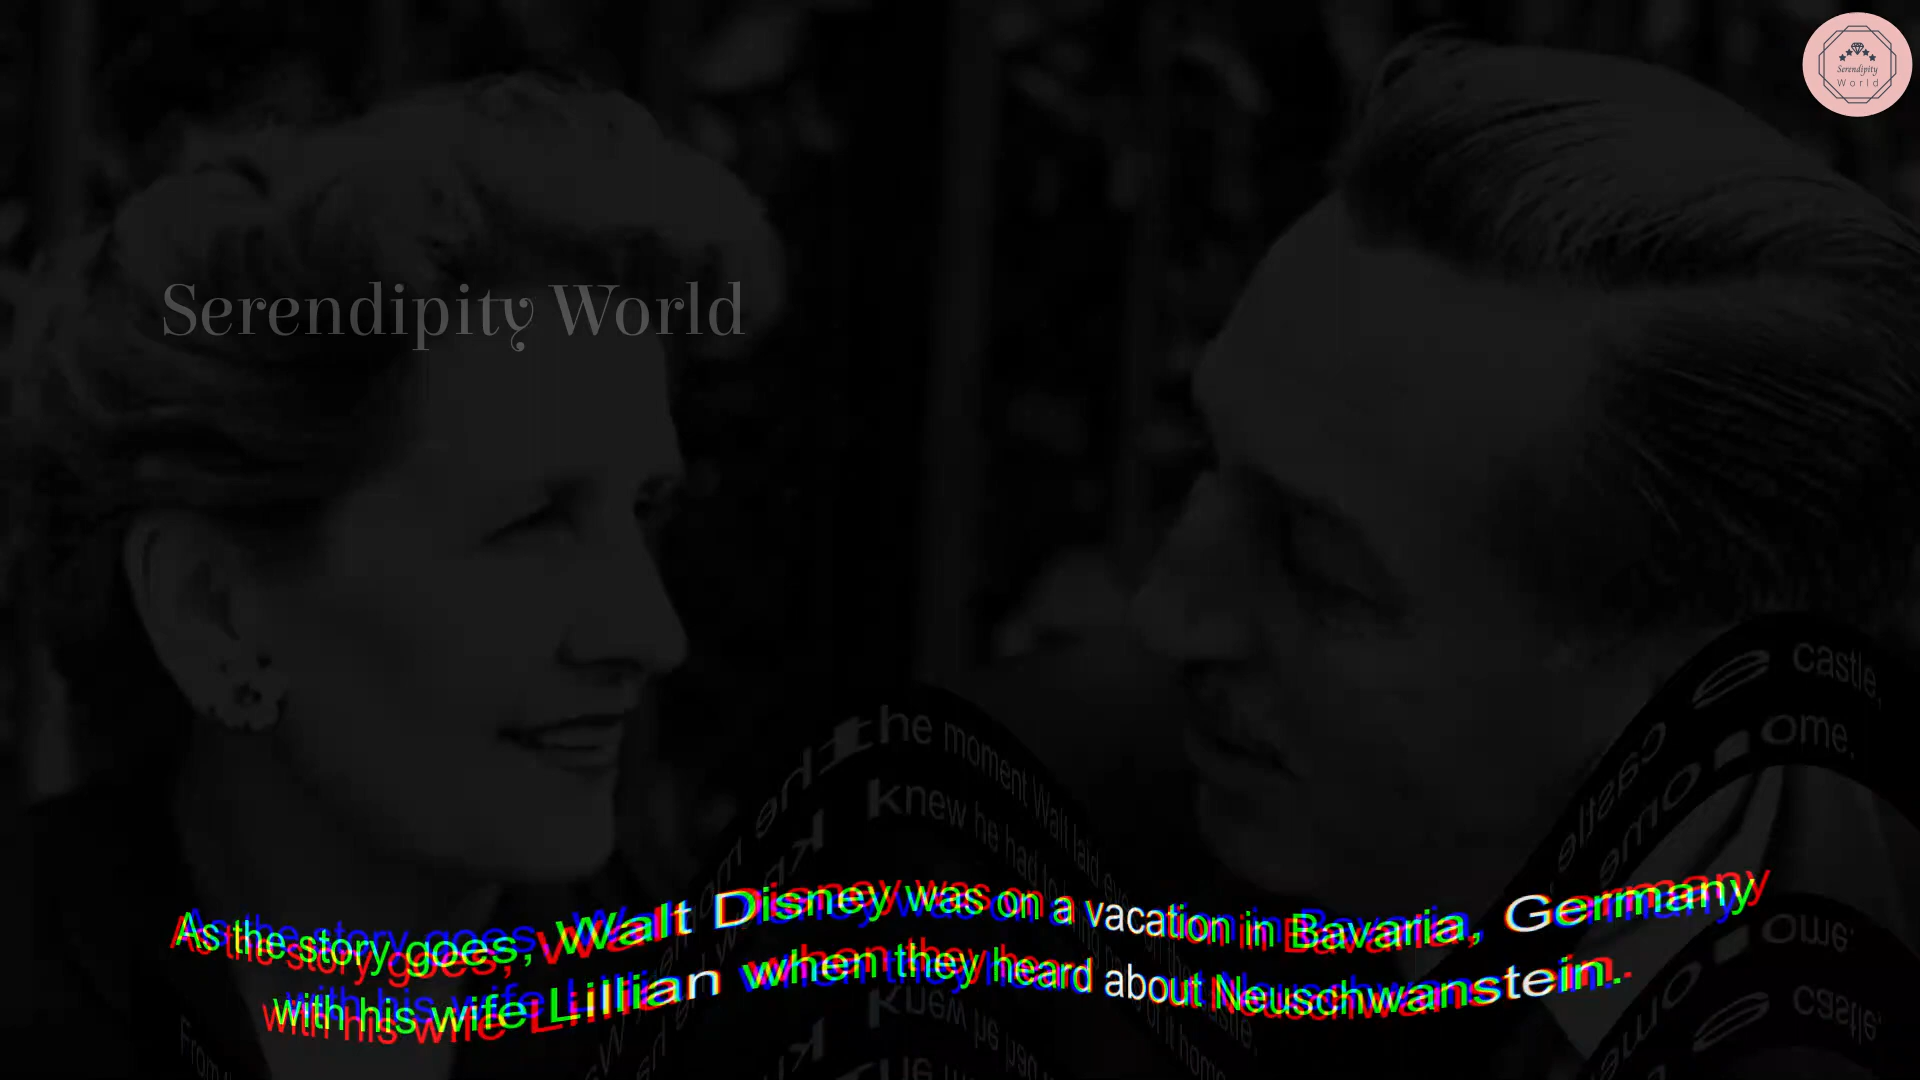 Serendipity
World
Serendipity World
castle,
ome.
the moment Walt laid
knew he had to
As the story goes, Walt Disney was on a vacation in Bavaria, Germany
with his wife Lillian when they heard about Neuschwanstein.